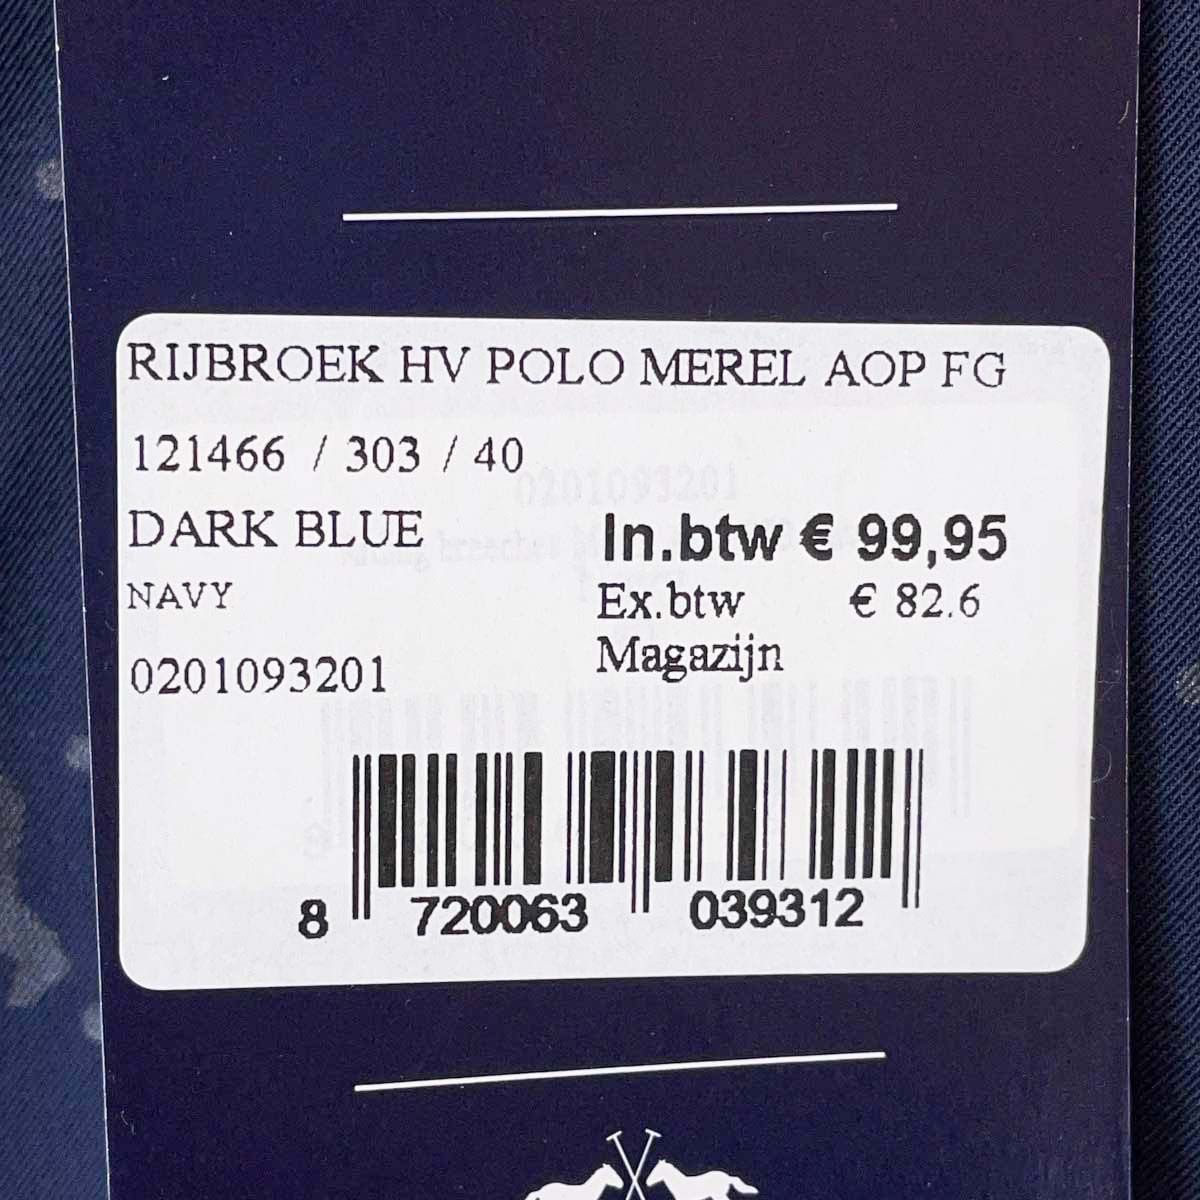 RIJBROEK HV POLO MEREL AOP FG
121466 / 303 / 40
0201093201
DARK BLUE
In.btw € 99,95
NAVY
Ex.btw € 82.6
Magazijn
0201093201
8 720063 039312